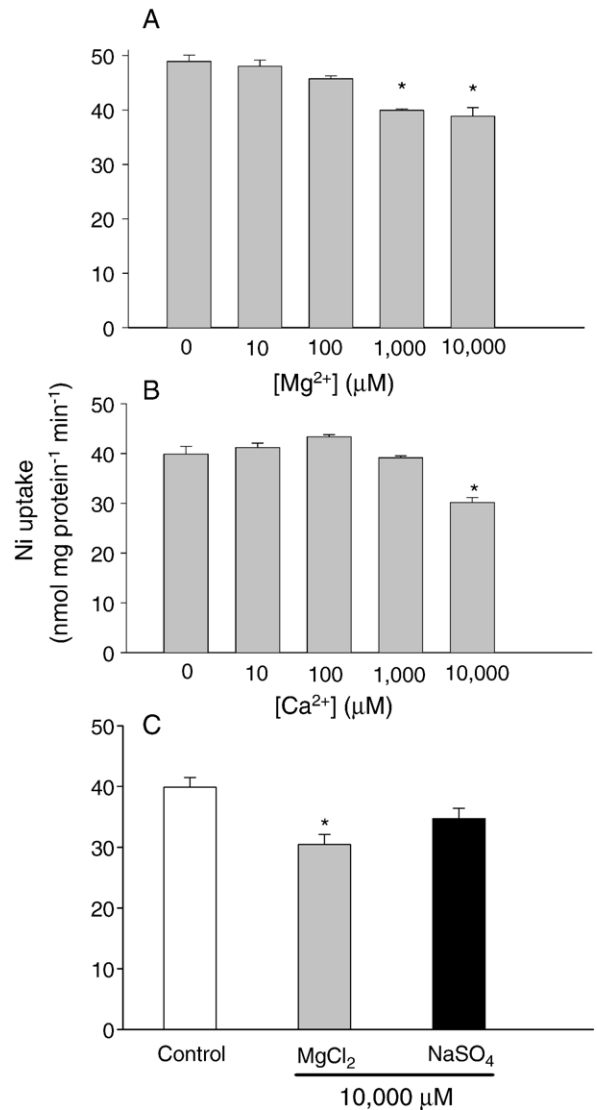 A
50
40
30
20
10
0
* *
0 10 100 1,000 10,000
[Mg²⁺] (μM)
B
50
40
30
20
10
0
*
0 10 100 1,000 10,000
[Ca²⁺] (μM)
Ni uptake
(nmol mg protein⁻¹ min⁻¹)
C
50
40
30
20
10
0
*
Control MgCl₂ NaSO₄
10,000 μM